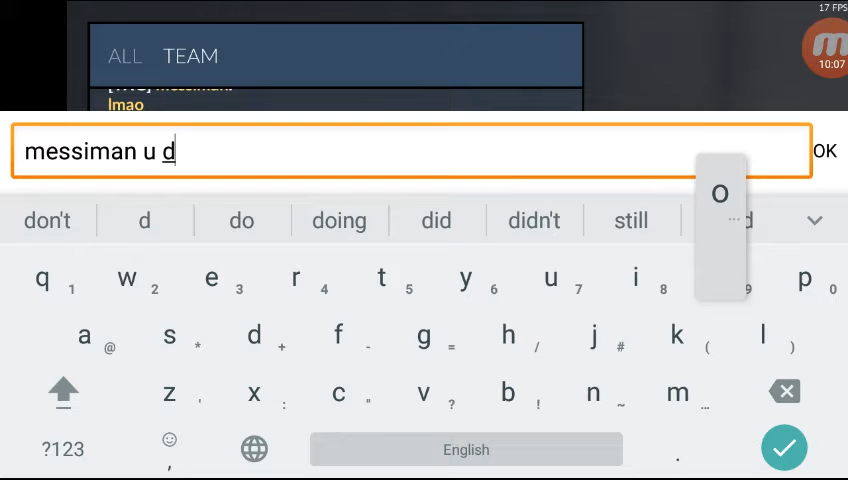 17 FPS
ALL TEAM
10:07
lmao
messiman u d
OK
o
...
don't d do doing did didn't still d
q 1 w 2 e 3 r 4 t 5 y 6 u 7 i 8 9 p 0
a @ s * d + f - g = h / j # k ( l )
z ' x : c " v ? b ! n ~ m ...
?123 , English .